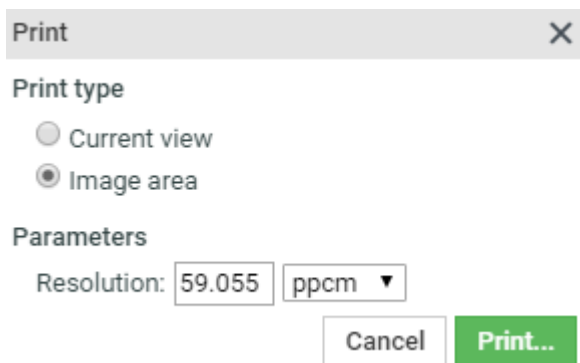 Print
Print type
Current view
Image area
Parameters
Resolution: 59.055 ppcm
Cancel Print...